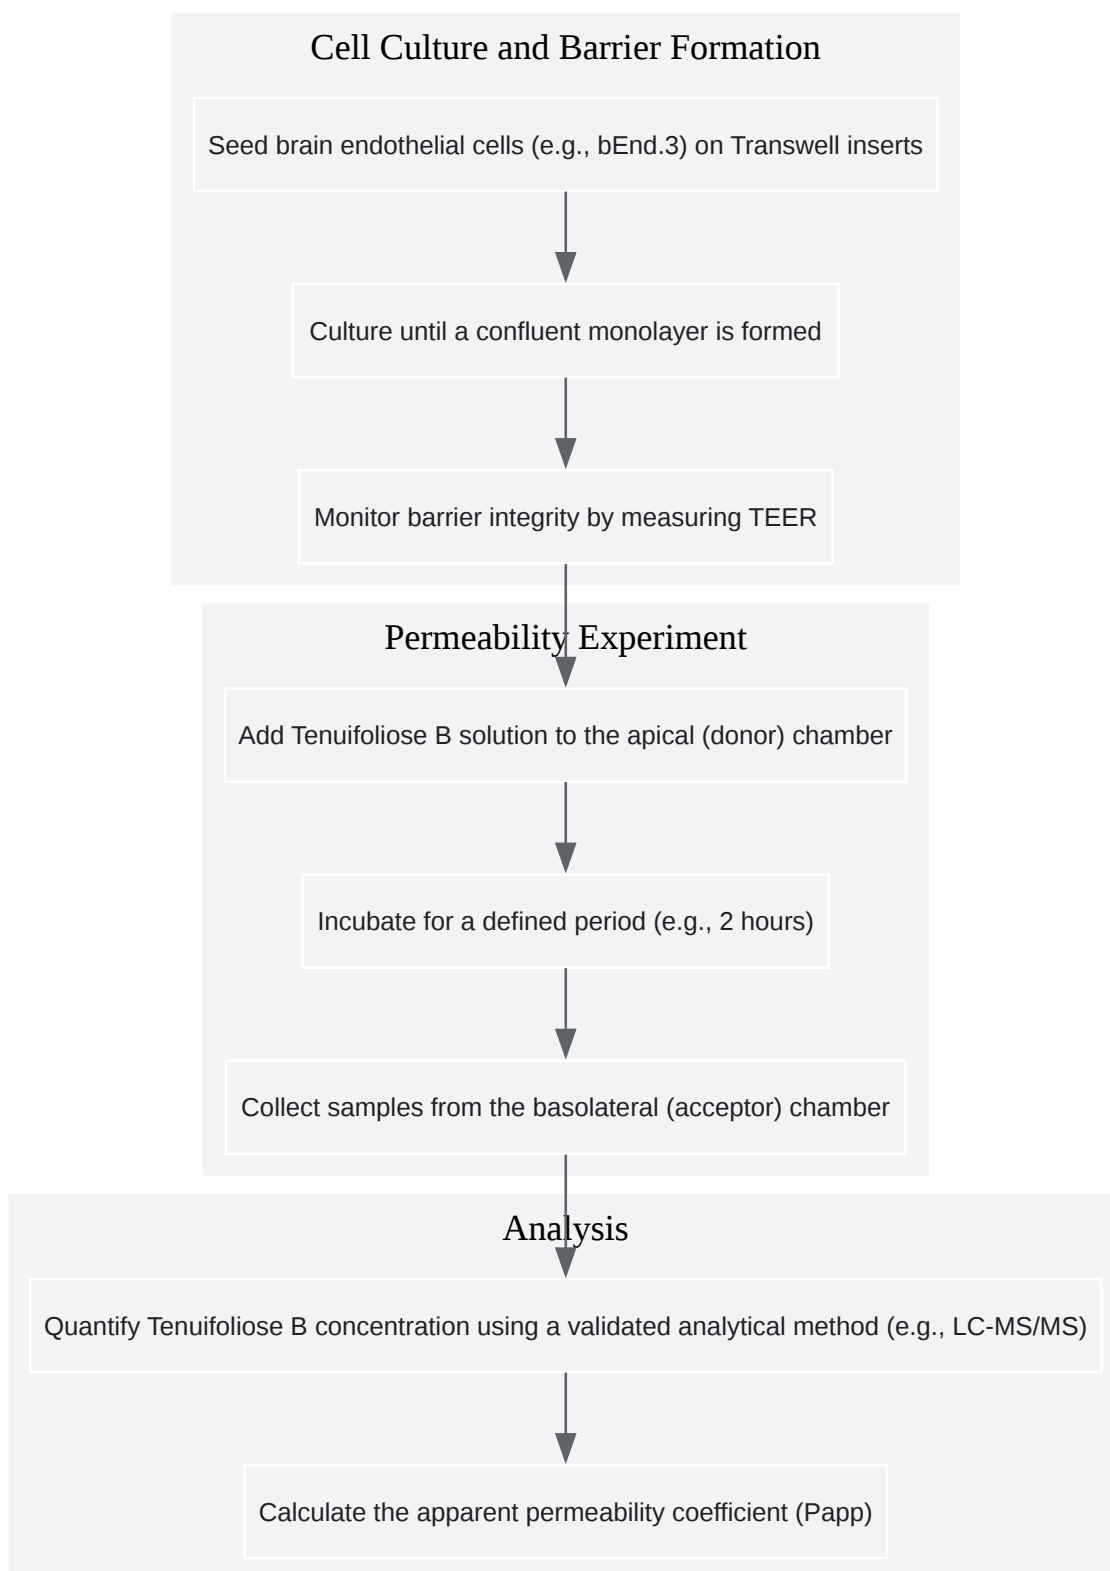 Cell Culture and Barrier Formation
Seed brain endothelial cells (e.g., bEnd.3) on Transwell inserts
Culture until a confluent monolayer is formed
Monitor barrier integrity by measuring TEER
Permeability Experiment
Add Tenuifoliose B solution to the apical (donor) chamber
Incubate for a defined period (e.g., 2 hours)
Collect samples from the basolateral (acceptor) chamber
Analysis
Quantify Tenuifoliose B concentration using a validated analytical method (e.g., LC-MS/MS)
Calculate the apparent permeability coefficient (Papp)